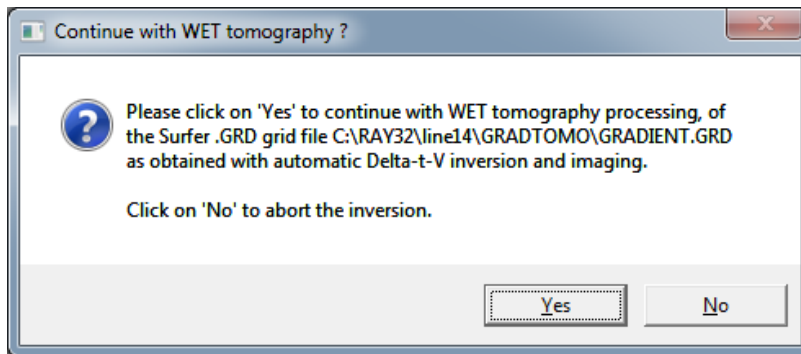 Continue with WET tomography ?
Please click on 'Yes' to continue with WET tomography processing, of
the Surfer .GRD grid file C:\RAY32\line14\GRADTOMO\GRADIENT.GRD
as obtained with automatic Delta-t-V inversion and imaging.
Click on 'No' to abort the inversion.
Yes No